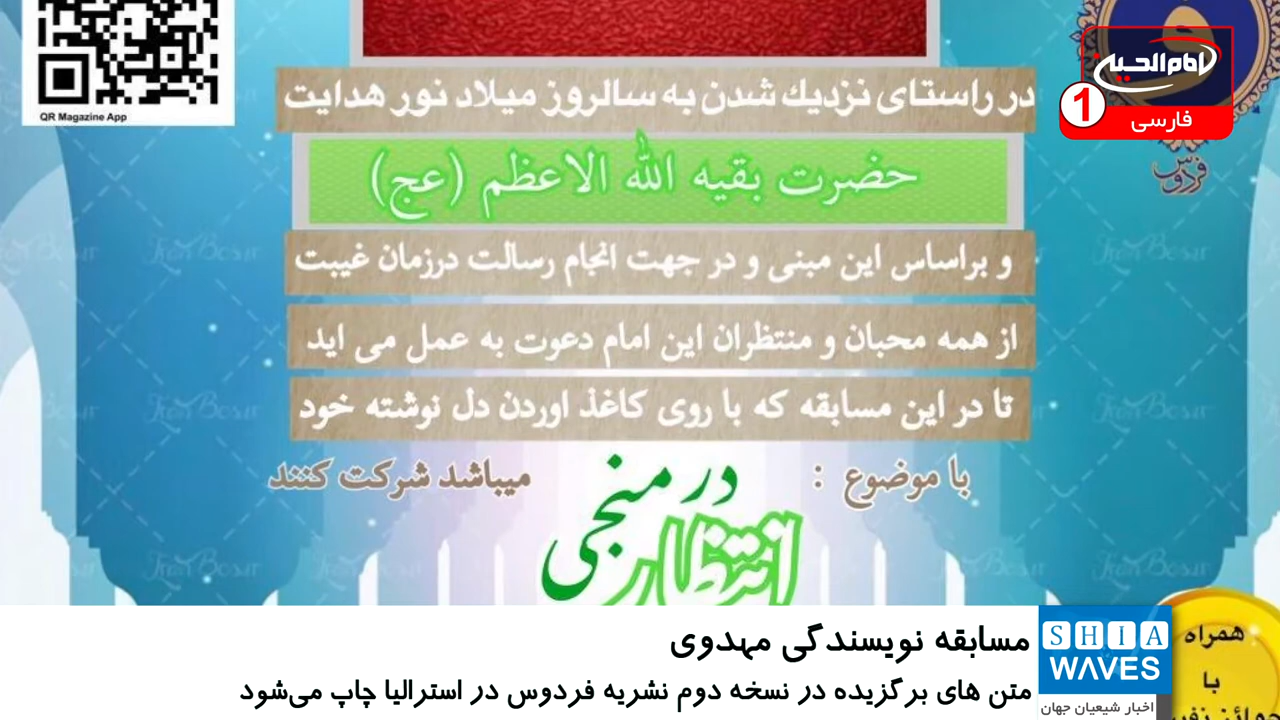 QR Magazine App
امام الحسین
1
فارسی
فردوس
در راستای نزدیك شدن به سالروز میلاد نور هدایت
حضرت بقیه الله الاعظم (عج)
و براساس این مبنی و در جهت انجام رسالت درزمان غیبت
از همه محبان و منتظران این امام دعوت به عمل می اید
تا در این مسابقه که با روی کاغذ اوردن دل نوشته خود
با موضوع : در انتظار منجی میباشد شرکت کنند
همراه
با
SHIA
WAVES
اخبار شیعیان جهان
مسابقه نویسندگی مهدوی
متن های برگزیده در نسخه دوم نشریه فردوس در استرالیا چاپ می‌شود